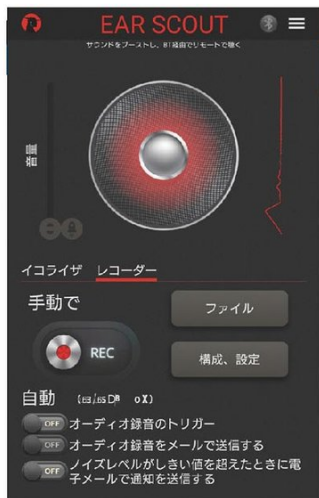 EAR SCOUT
サウンドをブーストし、BT経由でリモートで聴く
音量
イコライザ レコーダー
手動で
ファイル
REC
構成、設定
自動
OFF オーディオ録音のトリガー
OFF オーディオ録音をメールで送信する
OFF ノイズレベルがしきい値を超えたときに電
子メールで通知を送信する